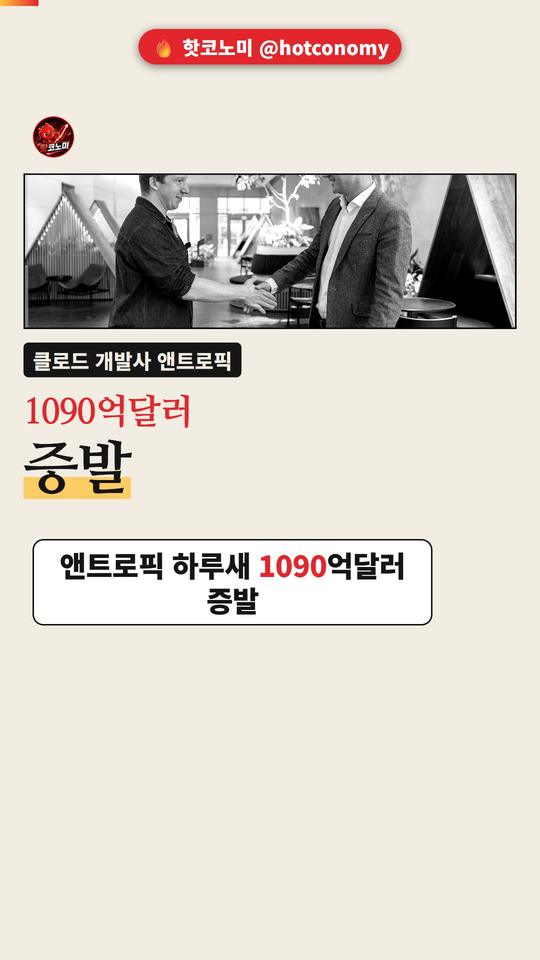 핫코노미 @hotconomy
핫코노미
클로드 개발사 앤트로픽
1090억달러
증발
앤트로픽 하루새 1090억달러
증발